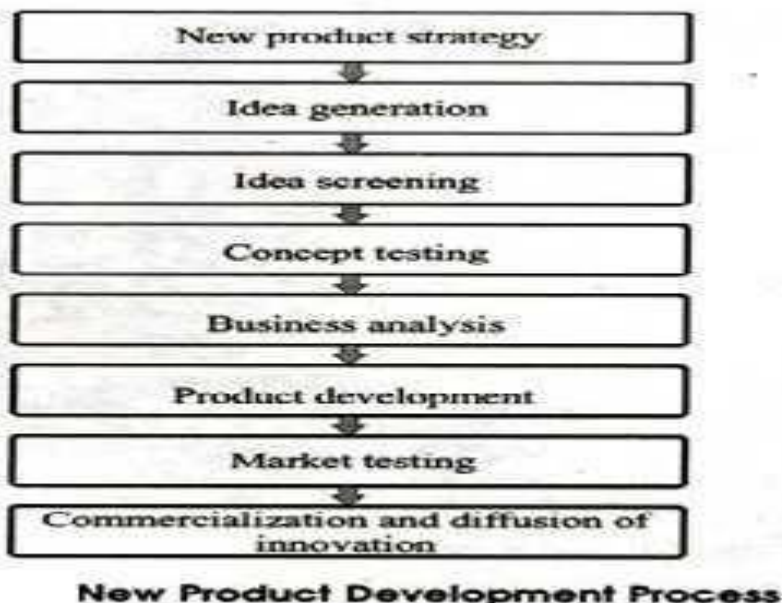 New product strategy
Idea generation
Idea screening
Concept testing
Business analysis
Product development
Market testing
Commercialization and diffusion of
innovation
New Product Development Process